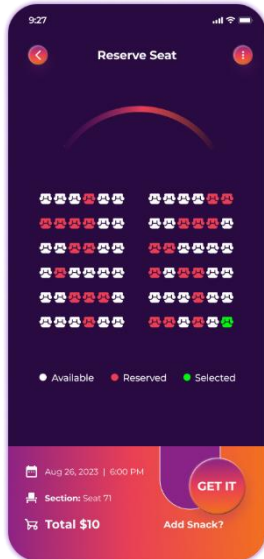 9:27
Reserve Seat
Available Reserved Selected
Aug 26, 2023 | 6:00 PM
Section: Seat 71
GET IT
Total $10
Add Snack?